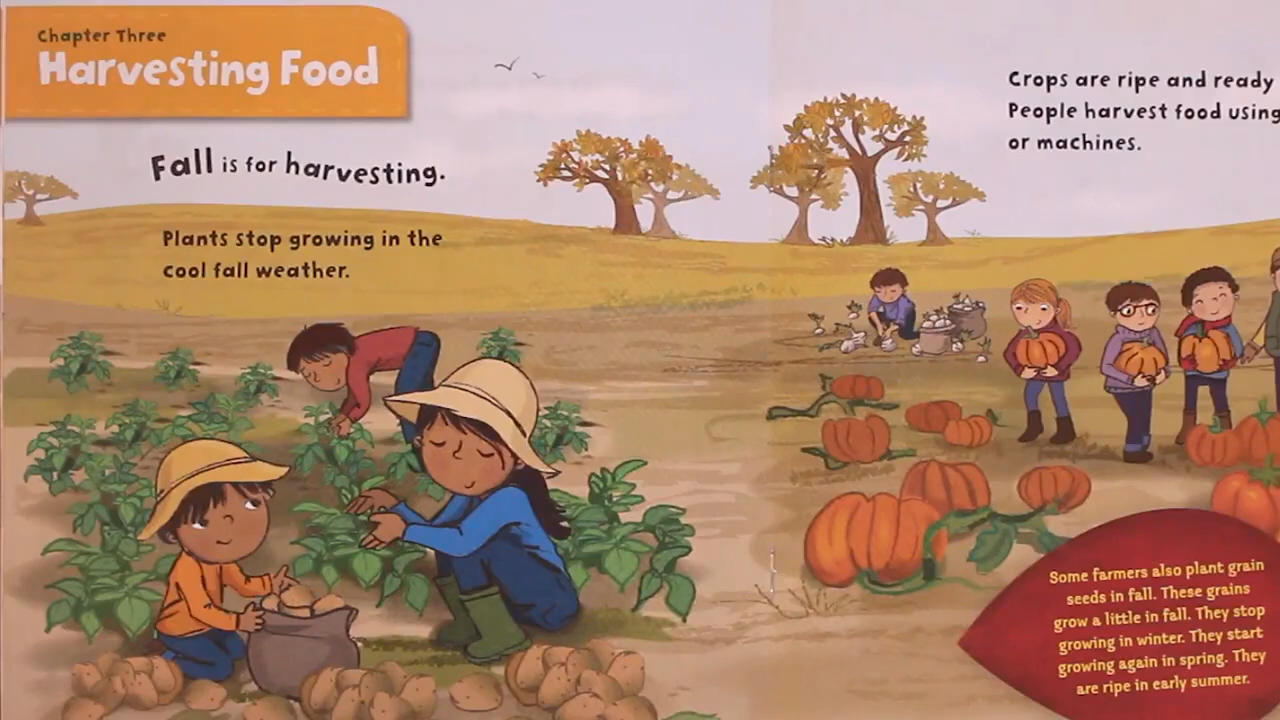 Chapter Three
Harvesting Food
Fall is for harvesting.
Plants stop growing in the
cool fall weather.
Crops are ripe and ready
People harvest food using
or machines.
Some farmers also plant grain
seeds in fall. These grains
grow a little in fall. They stop
growing in winter. They start
growing again in spring. They
are ripe in early summer.